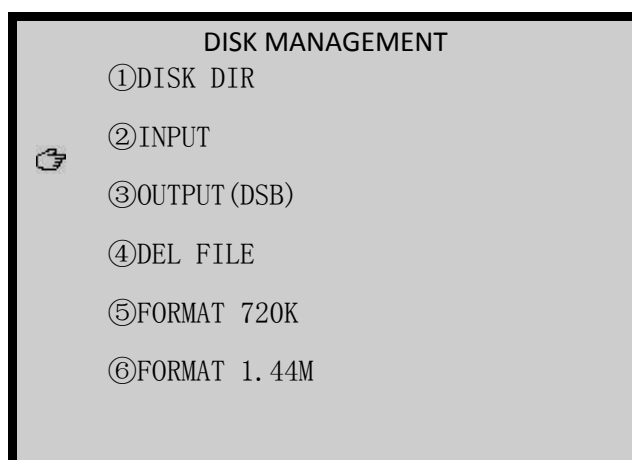 DISK MANAGEMENT
①DISK DIR
②INPUT
③OUTPUT(DSB)
④DEL FILE
⑤FORMAT 720K
⑥FORMAT 1.44M